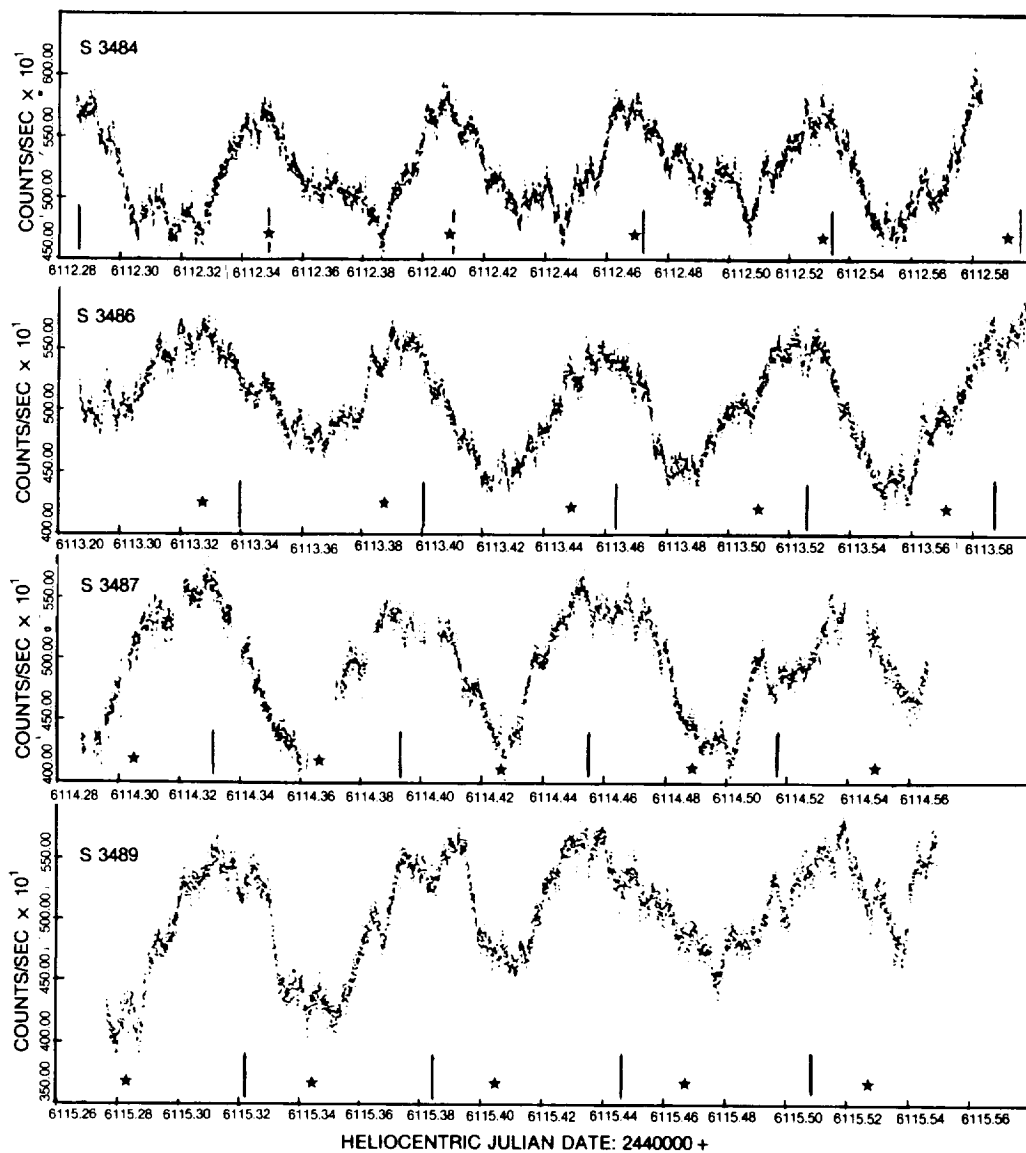 S 3484
COUNTS/SEC × 10¹
600.00
550.00
500.00
450.00
6112.28 6112.30 6112.32 6112.34 6112.36 6112.38 6112.40 6112.42 6112.44 6112.46 6112.48 6112.50 6112.52 6112.54 6112.56 6112.58
S 3486
COUNTS/SEC × 10¹
550.00
500.00
450.00
400.00
6113.20 6113.30 6113.32 6113.34 6113.36 6113.38 6113.40 6113.42 6113.44 6113.46 6113.48 6113.50 6113.52 6113.54 6113.56 6113.58
S 3487
COUNTS/SEC × 10¹
550.00
500.00
450.00
400.00
6114.28 6114.30 6114.32 6114.34 6114.36 6114.38 6114.40 6114.42 6114.44 6114.46 6114.48 6114.50 6114.52 6114.54 6114.56
S 3489
COUNTS/SEC × 10¹
550.00
500.00
450.00
400.00
350.00
6115.26 6115.28 6115.30 6115.32 6115.34 6115.36 6115.38 6115.40 6115.42 6115.44 6115.46 6115.48 6115.50 6115.52 6115.54 6115.56
HELIOCENTRIC JULIAN DATE: 2440000 +